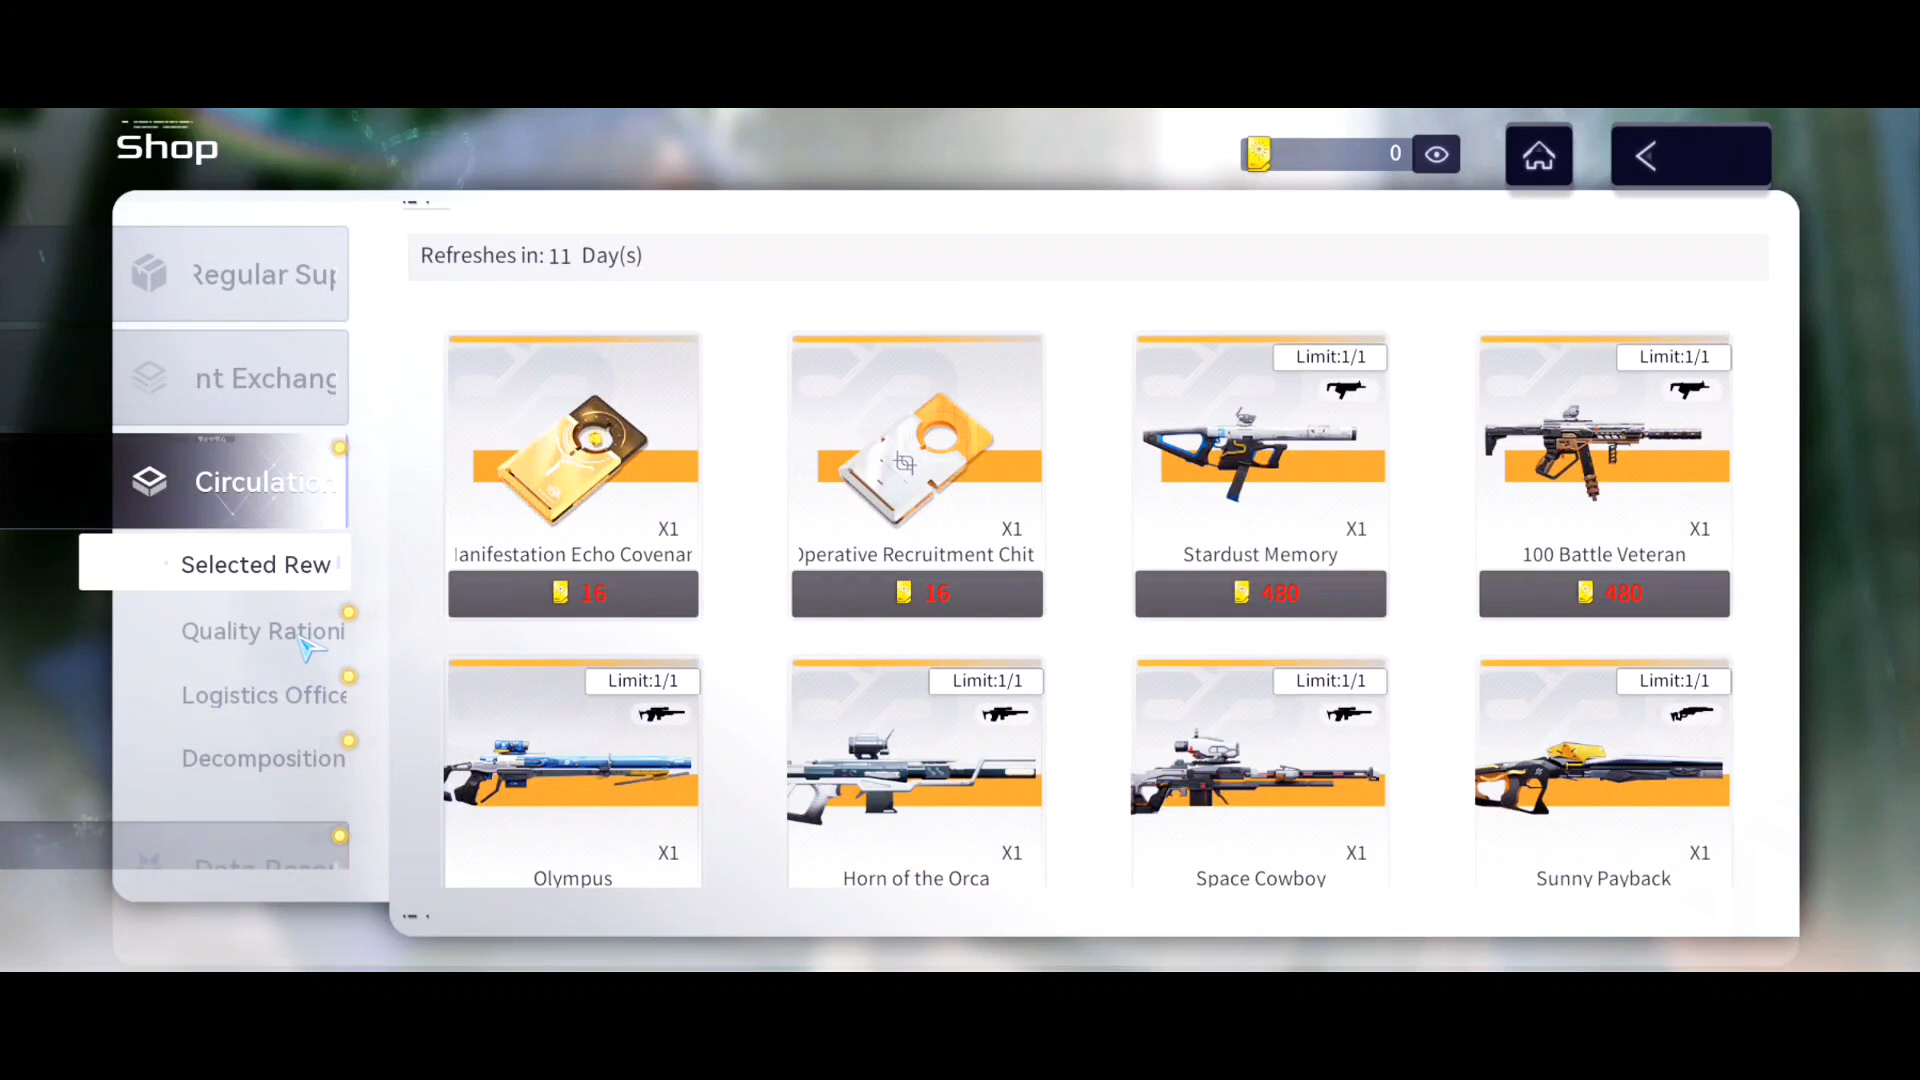 Shop
0
Refreshes in: 11 Day(s)
Regular Sup
nt Exchang
Circulation
Selected Rew
Quality Rationi
Logistics Office
Decomposition
X1
anifestation Echo Covenar
16
X1
Operative Recruitment Chit
16
Limit:1/1
X1
Stardust Memory
480
Limit:1/1
X1
100 Battle Veteran
480
Limit:1/1
X1
Olympus
Limit:1/1
X1
Horn of the Orca
Limit:1/1
X1
Space Cowboy
Limit:1/1
X1
Sunny Payback